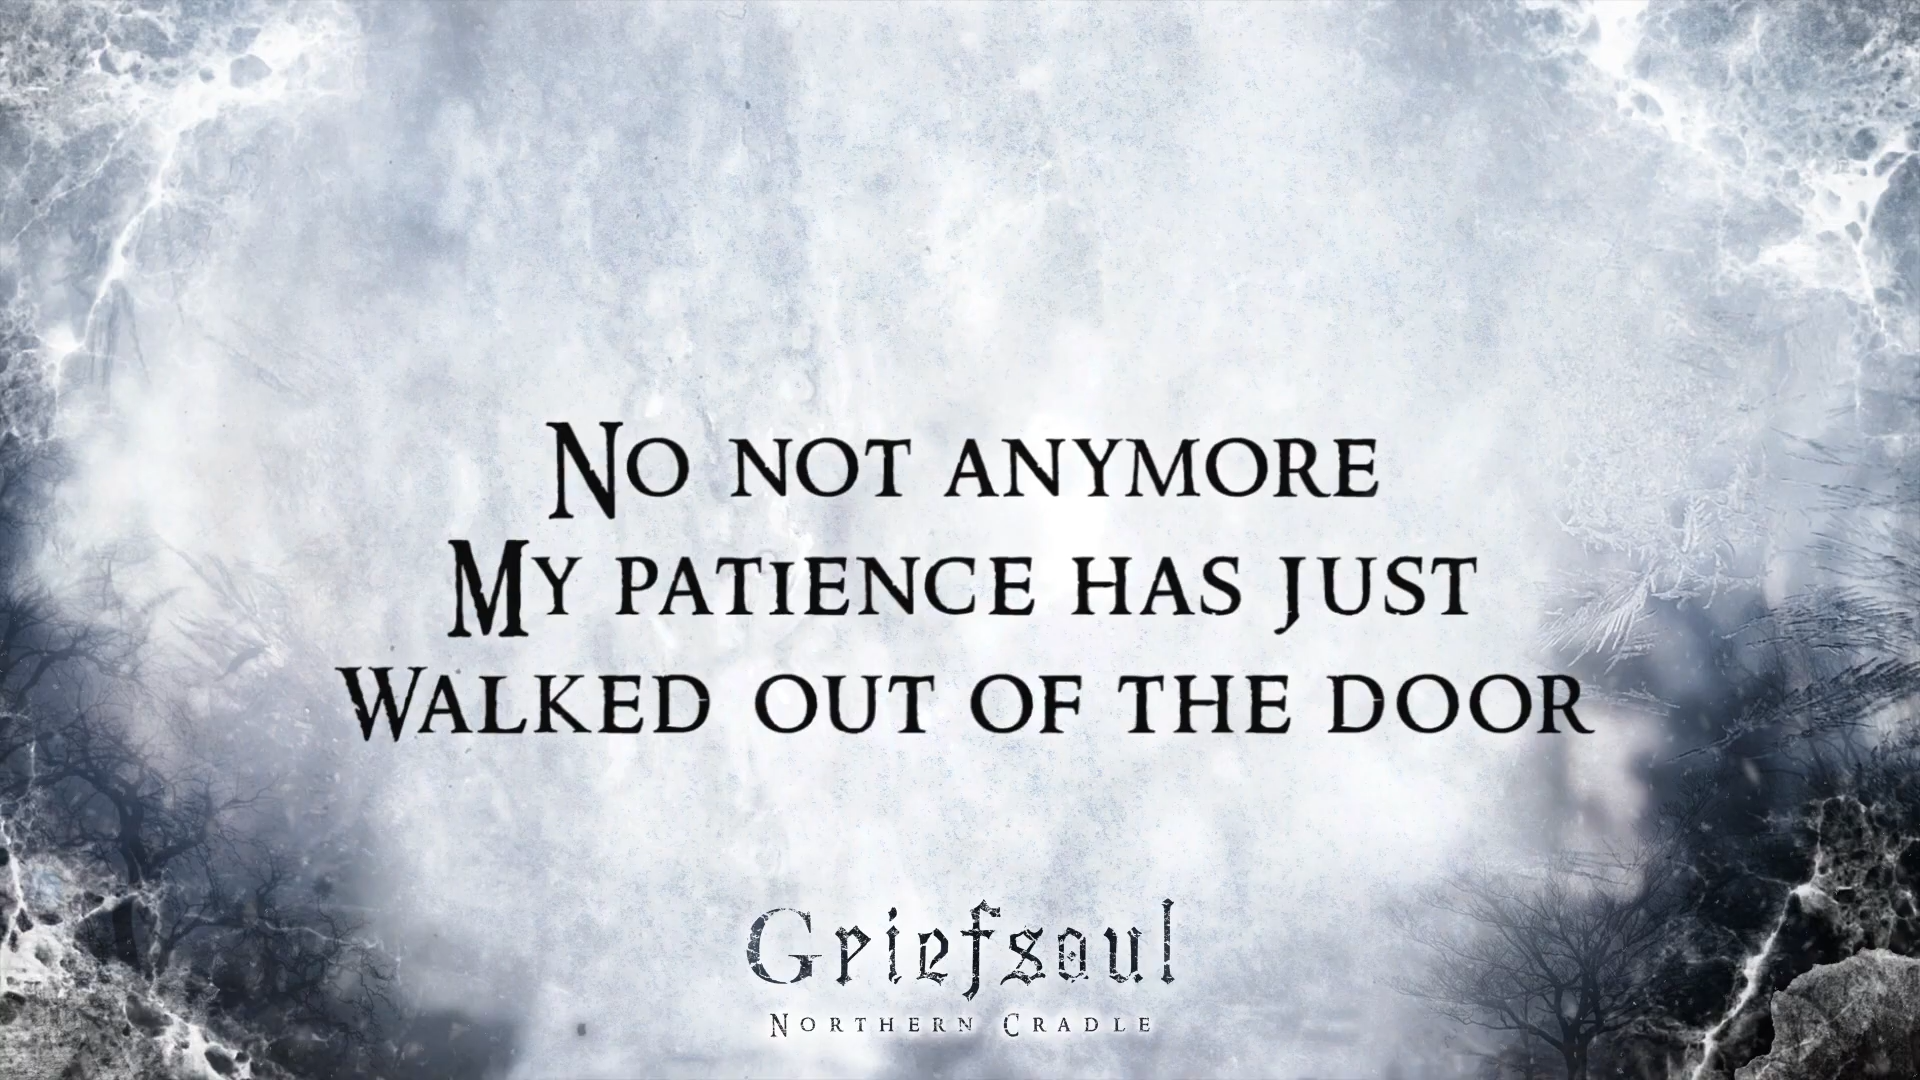 No not anymore
My patience has just
Walked out of the door
Griefsoul
Northern Cradle